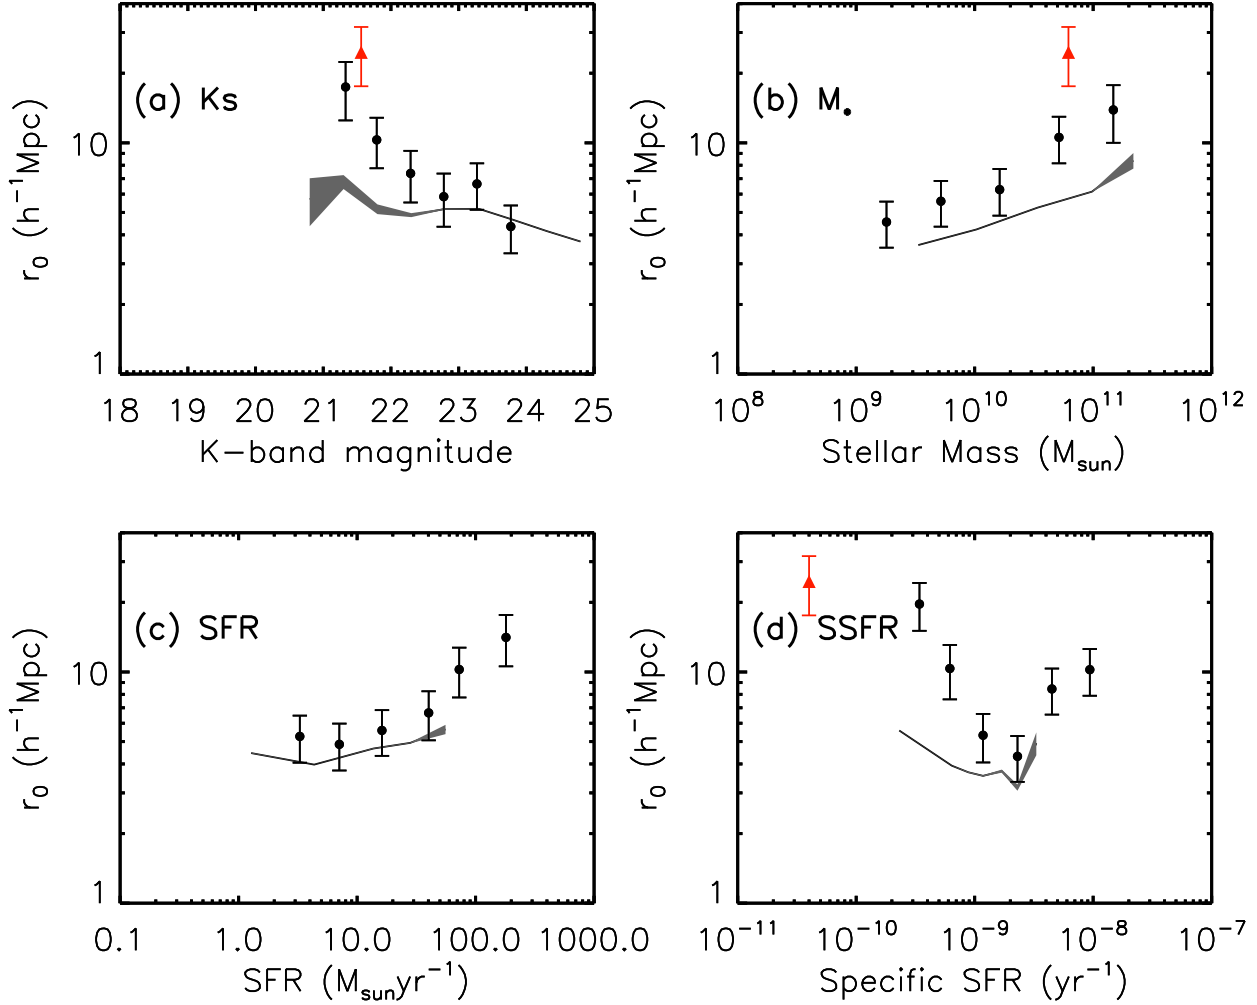 (a) Ks
10
1
r₀ (h⁻¹Mpc)
18 19 20 21 22 23 24 25
K-band magnitude
(b) M•
10
1
r₀ (h⁻¹Mpc)
10⁸ 10⁹ 10¹⁰ 10¹¹ 10¹²
Stellar Mass (Msun)
(c) SFR
10
1
r₀ (h⁻¹Mpc)
0.1 1.0 10.0 100.0 1000.0
SFR (Msunyr⁻¹)
(d) SSFR
10
1
r₀ (h⁻¹Mpc)
10⁻¹¹ 10⁻¹⁰ 10⁻⁹ 10⁻⁸ 10⁻⁷
Specific SFR (yr⁻¹)